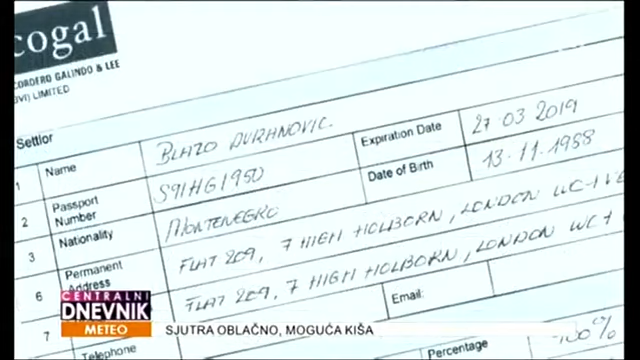 cogal
CORDERO GALINDO & LEE
(BVI) LIMITED
Settlor
1 Name BLAZO DURANOVIC
2 Passport Number S91HG1950 Expiration Date 27.03.2019
3 Nationality MONTENEGRO Date of Birth 13.11.1988
Permanent Address FLAT 209, 7 HIGH HOLBORN, LONDON WC1V
6 FLAT 209, 7 HIGH HOLBORN, LONDON WC1
7 Telephone Email:
Percentage 100%
CENTRALNI
DNEVNIK
METEO
SJUTRA OBLAČNO, MOGUĆA KIŠA